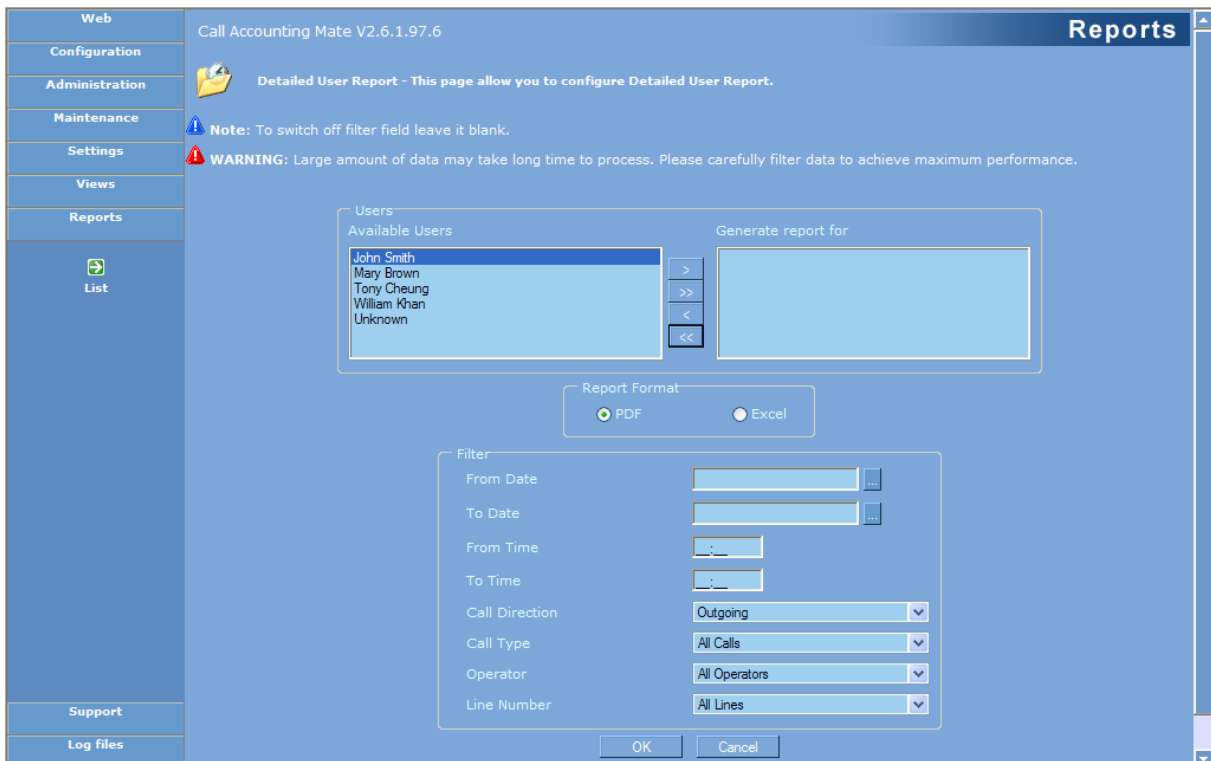 Web
Configuration
Administration
Maintenance
Settings
Views
Reports
List
Support
Log files
Call Accounting Mate V2.6.1.97.6
Reports
Detailed User Report - This page allow you to configure Detailed User Report.
Note: To switch off filter field leave it blank.
WARNING: Large amount of data may take long time to process. Please carefully filter data to achieve maximum performance.
Users
Available Users
Generate report for
John Smith
Mary Brown
Tony Cheung
William Khan
Unknown
>
>>
<
<<
Report Format
PDF Excel
Filter
From Date ...
To Date ...
From Time __:__
To Time __:__
Call Direction Outgoing
Call Type All Calls
Operator All Operators
Line Number All Lines
OK Cancel